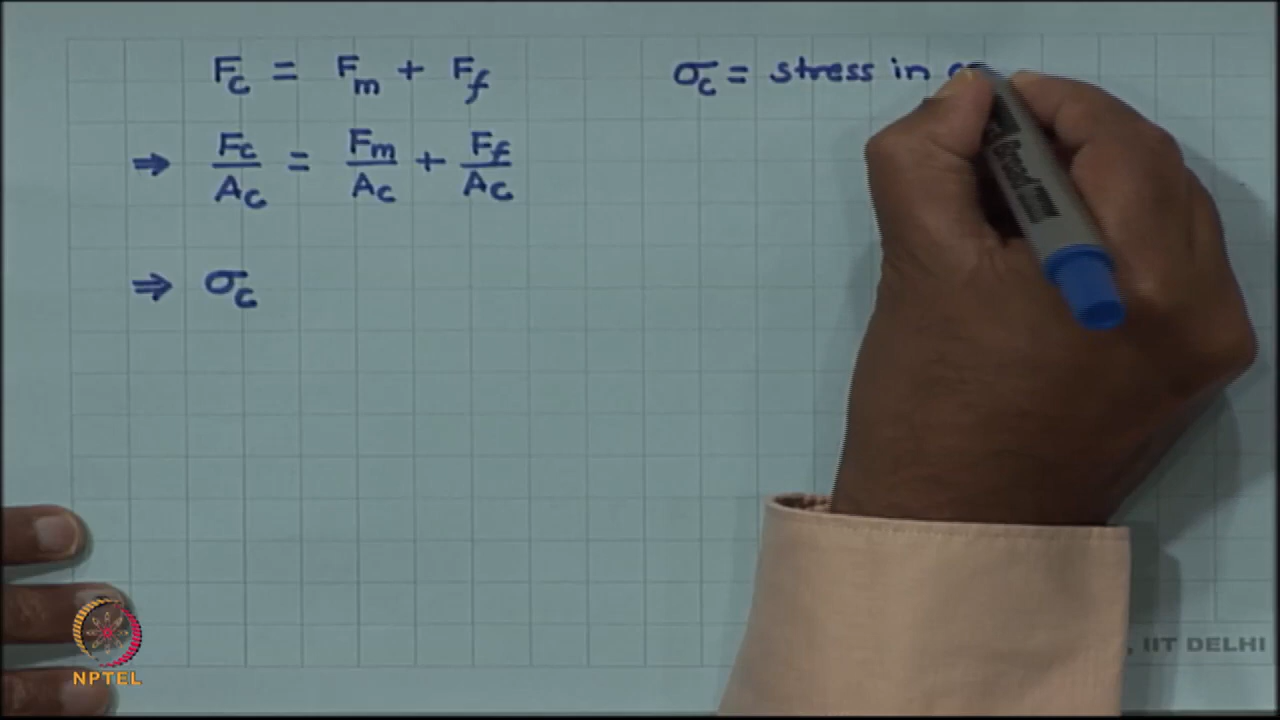 Fc = Fm + Ff
σc = stress in
⇒ Fc/Ac = Fm/Ac + Ff/Ac
⇒ σc
NPTEL
, IIT DELHI